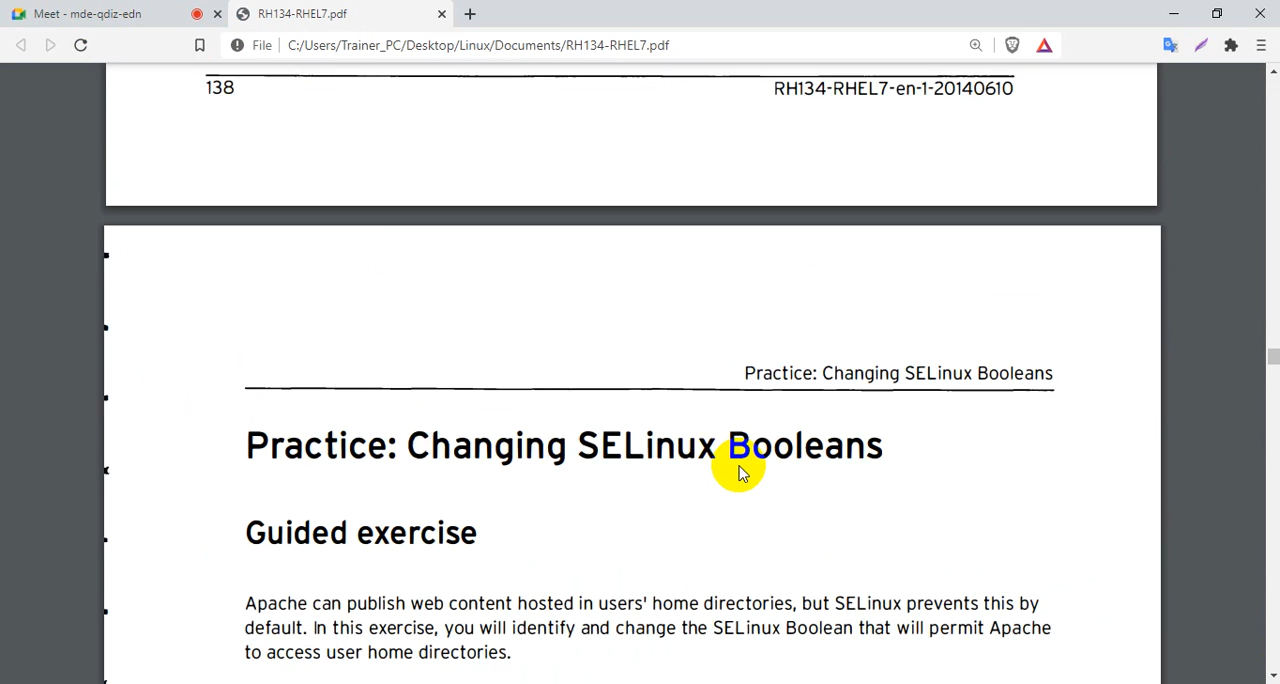 Meet - mde-qdiz-edn
RH134-RHEL7.pdf
File
C:/Users/Trainer_PC/Desktop/Linux/Documents/RH134-RHEL7.pdf
138
RH134-RHEL7-en-1-20140610
Practice: Changing SELinux Booleans
Practice: Changing SELinux Booleans
Guided exercise
Apache can publish web content hosted in users' home directories, but SELinux prevents this by
default. In this exercise, you will identify and change the SELinux Boolean that will permit Apache
to access user home directories.